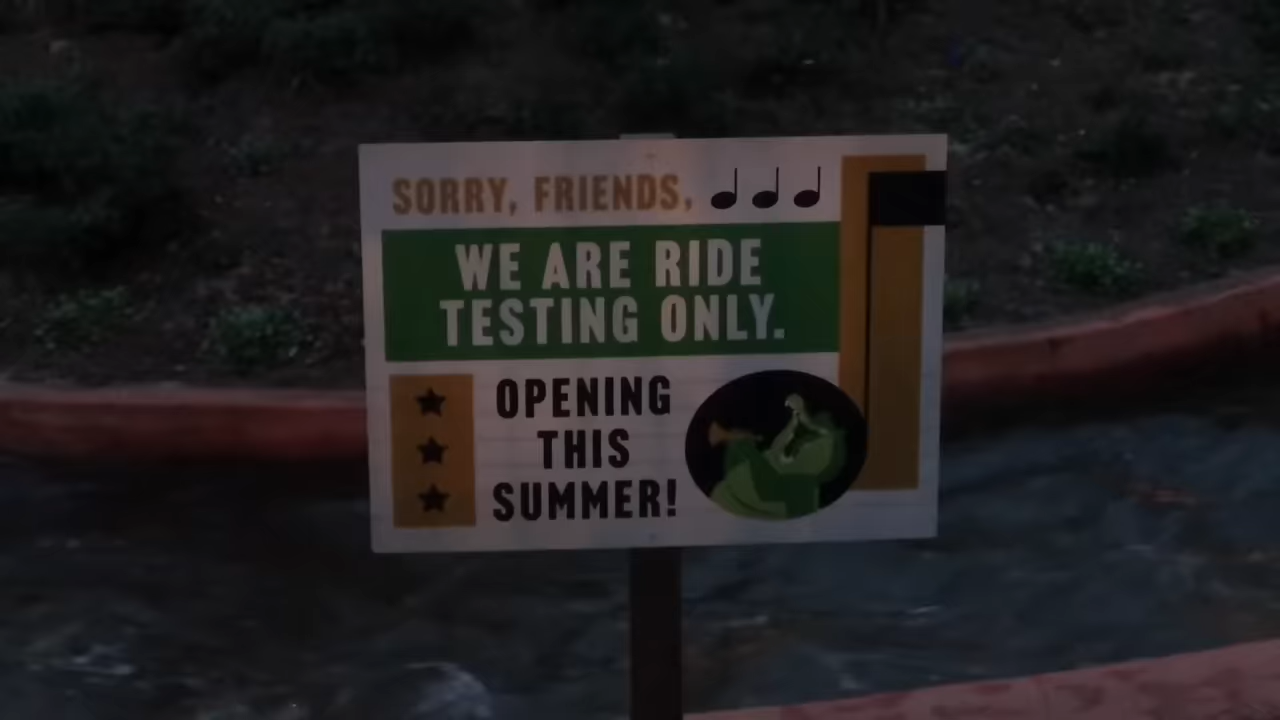 SORRY, FRIENDS,
WE ARE RIDE
TESTING ONLY.
OPENING
THIS
SUMMER!